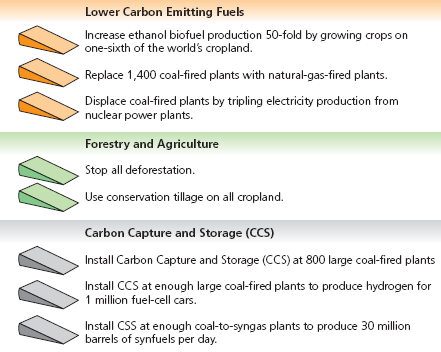 Lower Carbon Emitting Fuels
Increase ethanol biofuel production 50-fold by growing crops on
one-sixth of the world's cropland.
Replace 1,400 coal-fired plants with natural-gas-fired plants.
Displace coal-fired plants by tripling electricity production from
nuclear power plants.
Forestry and Agriculture
Stop all deforestation.
Use conservation tillage on all cropland.
Carbon Capture and Storage (CCS)
Install Carbon Capture and Storage (CCS) at 800 large coal-fired plants
Install CCS at enough large coal-fired plants to produce hydrogen for
1 million fuel-cell cars.
Install CSS at enough coal-to-syngas plants to produce 30 million
barrels of synfuels per day.